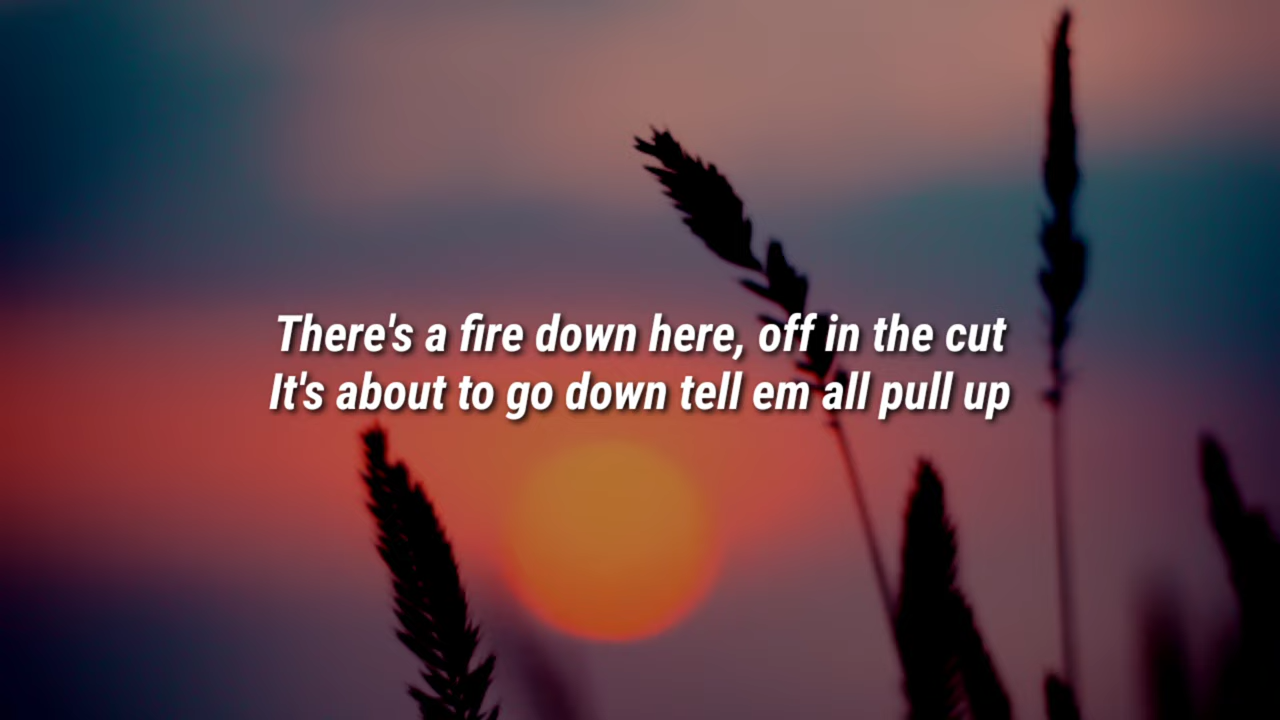 There's a fire down here, off in the cut
It's about to go down tell em all pull up